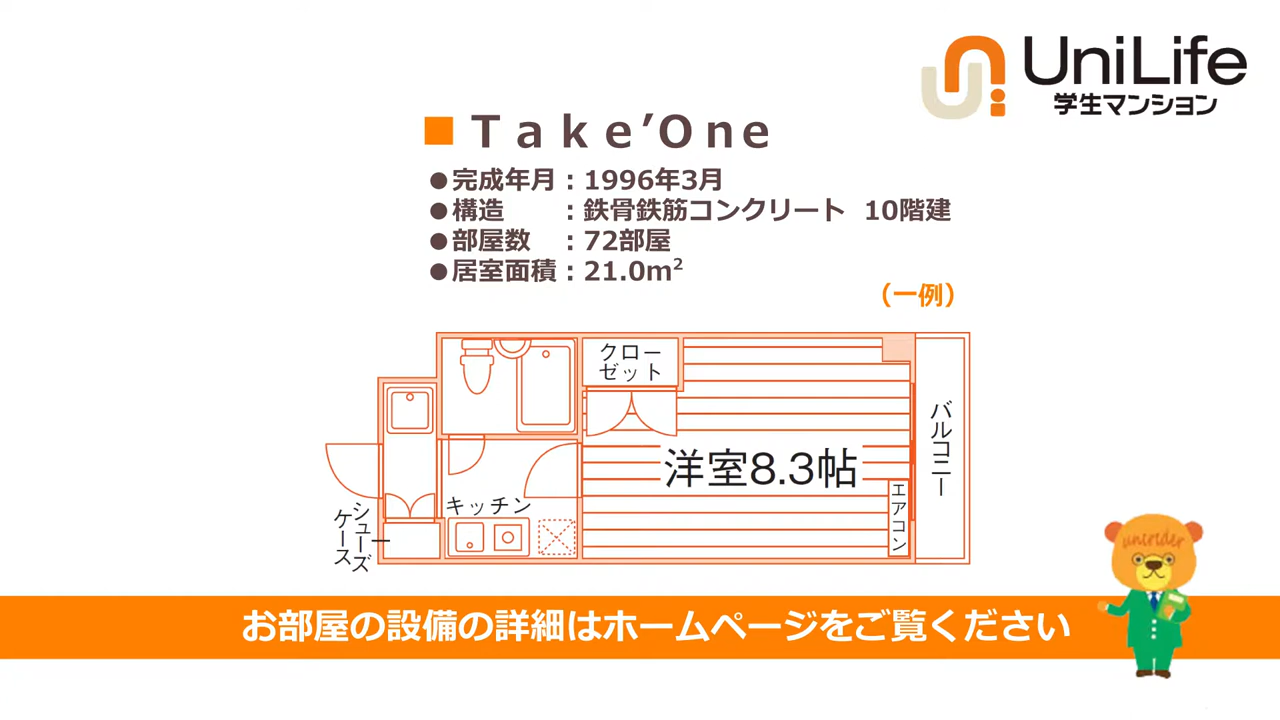 UniLife
学生マンション
■ Take’One
●完成年月：1996年3月
●構造　　：鉄骨鉄筋コンクリート 10階建
●部屋数　：72部屋
●居室面積：21.0m²
（一例）
クロー
ゼット
バルコニー
洋室8.3帖
エアコン
キッチン
シューズ
ケース
unirider
お部屋の設備の詳細はホームページをご覧ください